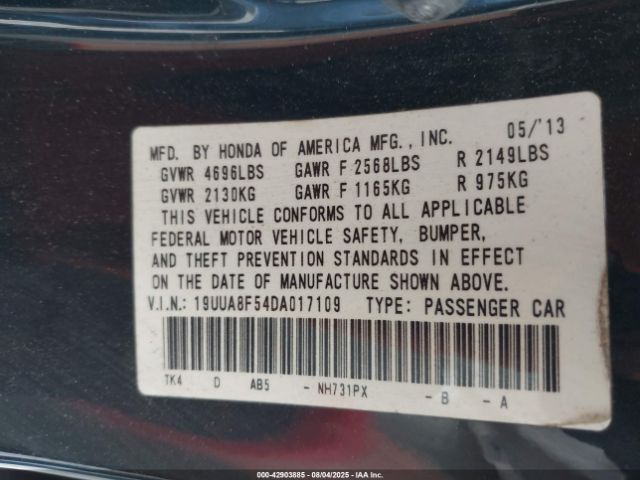 MFD. BY HONDA OF AMERICA MFG., INC. 05/'13
GVWR 4696LBS GAWR F 2568LBS R 2149LBS
GVWR 2130KG GAWR F 1165KG R 975KG
THIS VEHICLE CONFORMS TO ALL APPLICABLE
FEDERAL MOTOR VEHICLE SAFETY, BUMPER,
AND THEFT PREVENTION STANDARDS IN EFFECT
ON THE DATE OF MANUFACTURE SHOWN ABOVE.
V.I.N.: 19UUA8F54DA017109 TYPE: PASSENGER CAR
TK4 D AB5 - NH731PX - B - A
000-42903885 - 08/04/2025 - IAA, Inc.